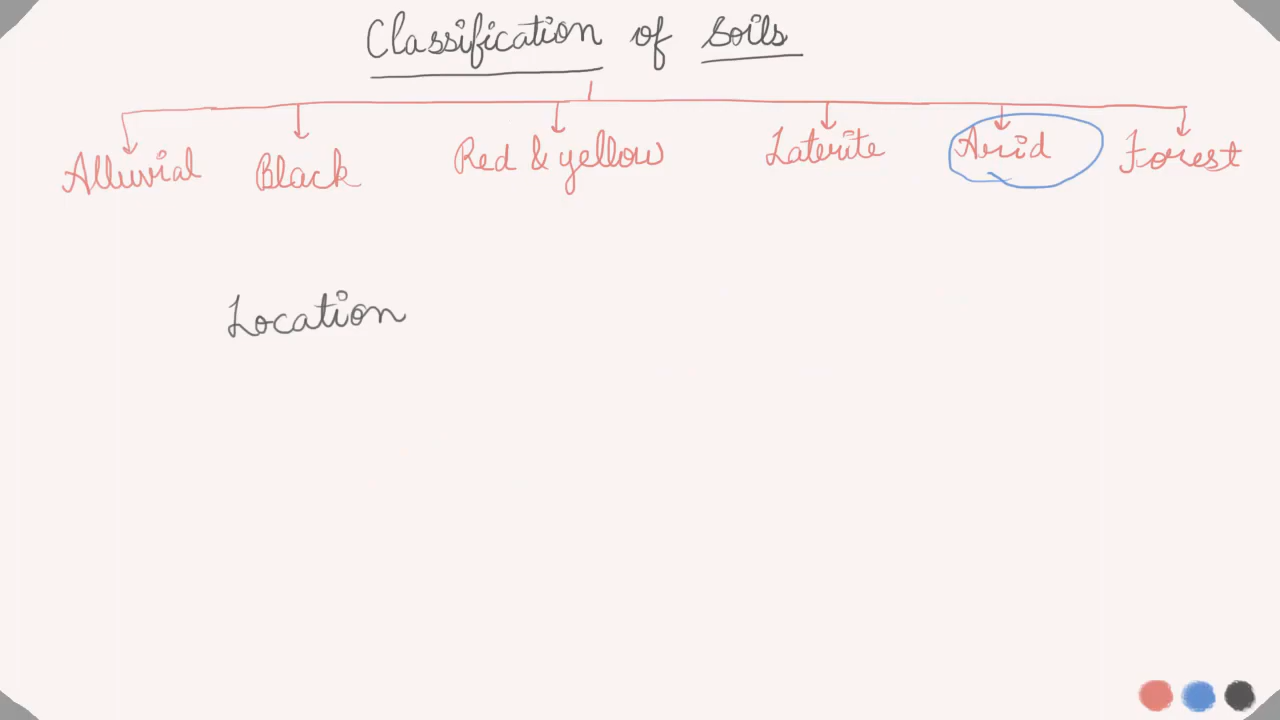 Classification of Soils
Alluvial Black Red & yellow Laterite Arid Forest
Location